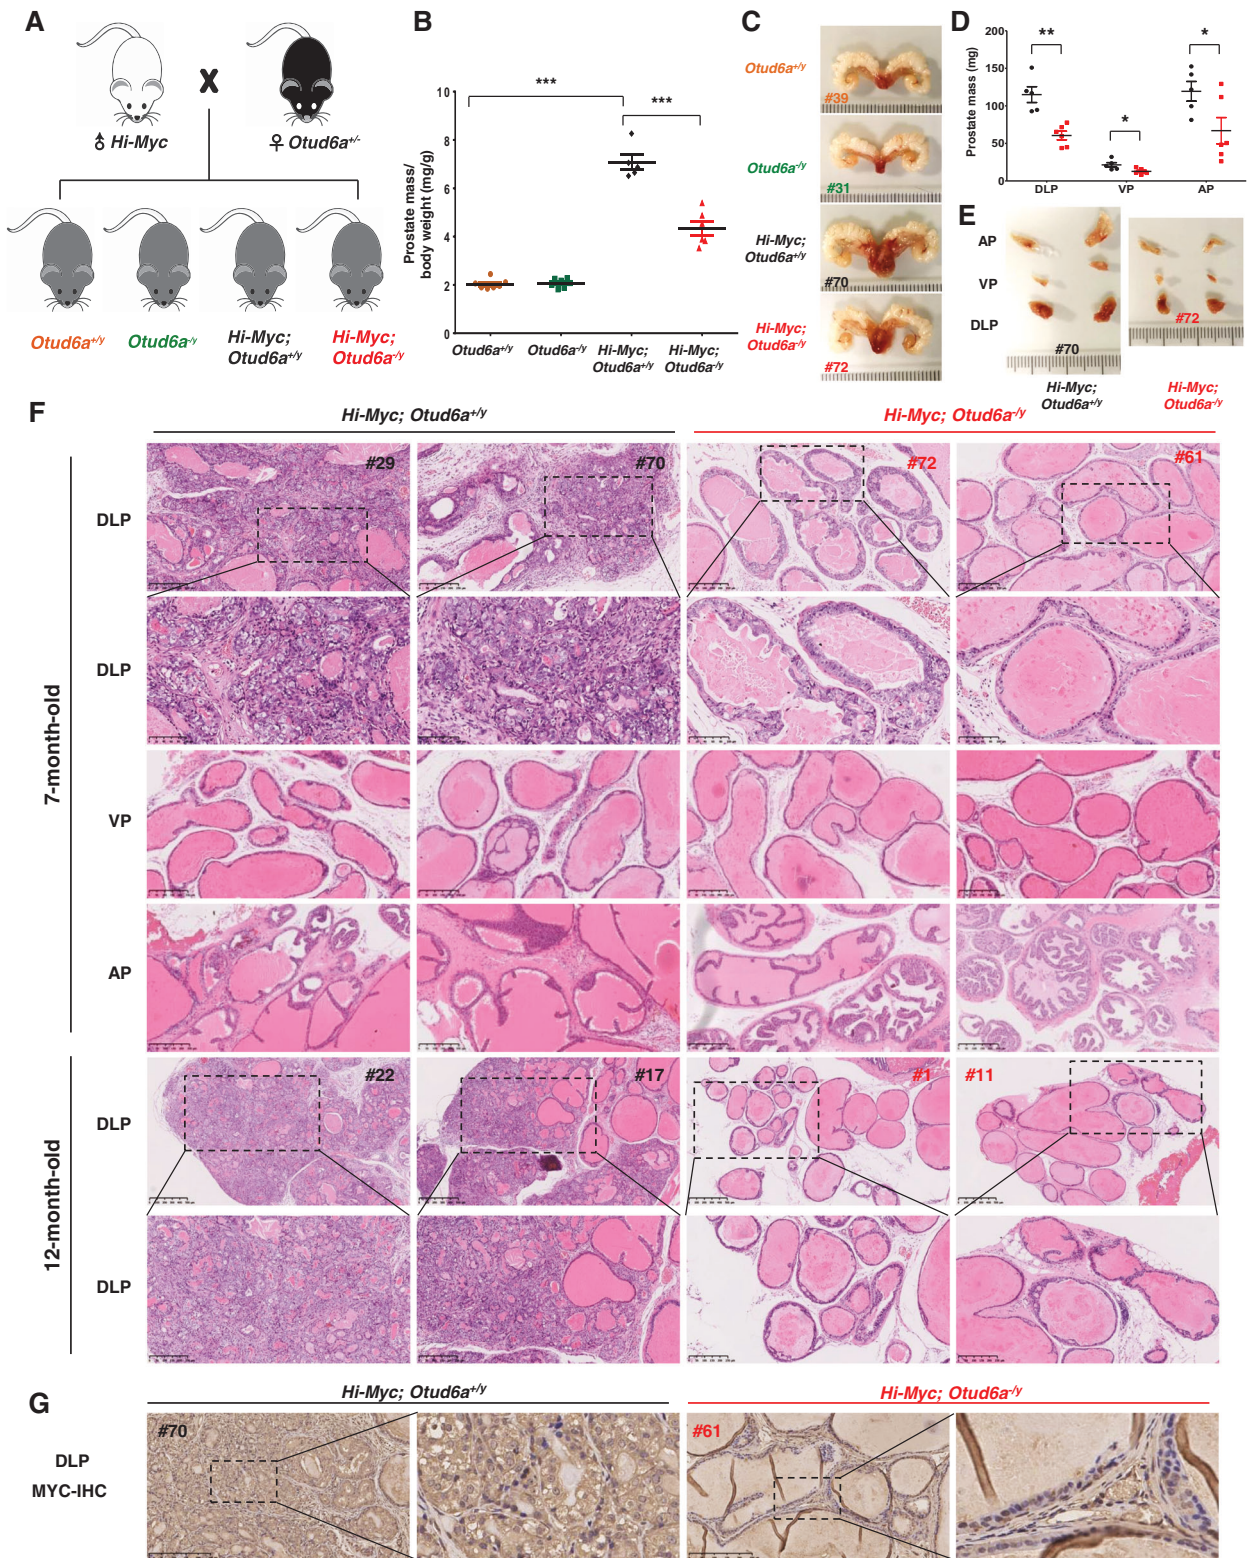 A
♂ Hi-Myc
X
♀ Otud6a+/-
Otud6a+/y
Otud6a-/y
Hi-Myc;
Otud6a+/y
Hi-Myc;
Otud6a-/y
B
Prostate mass/
body weight (mg/g)
10
8
6
4
2
0
***
***
Otud6a+/y
Otud6a-/y
Hi-Myc;
Otud6a+/y
Hi-Myc;
Otud6a-/y
C
Otud6a+/y
#39
Otud6a-/y
#31
Hi-Myc;
Otud6a+/y
#70
Hi-Myc;
Otud6a-/y
#72
D
Prostate mass (mg)
200
150
100
50
0
**
*
*
DLP
VP
AP
E
AP
VP
DLP
#70
#72
Hi-Myc;
Otud6a+/y
Hi-Myc;
Otud6a-/y
F
Hi-Myc; Otud6a+/y
Hi-Myc; Otud6a-/y
7-month-old
DLP
#29
#70
#72
#61
DLP
VP
AP
12-month-old
DLP
#22
#17
#1
#11
DLP
G
Hi-Myc; Otud6a+/y
Hi-Myc; Otud6a-/y
DLP
MYC-IHC
#70
#61